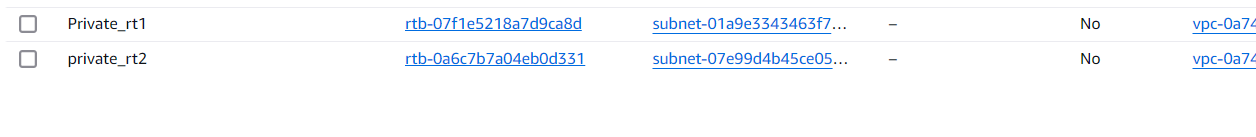 Private_rt1 rtb-07f1e5218a7d9ca8d subnet-01a9e3343463f7... – No vpc-0a74
private_rt2 rtb-0a6c7b7a04eb0d331 subnet-07e99d4b45ce05... – No vpc-0a74